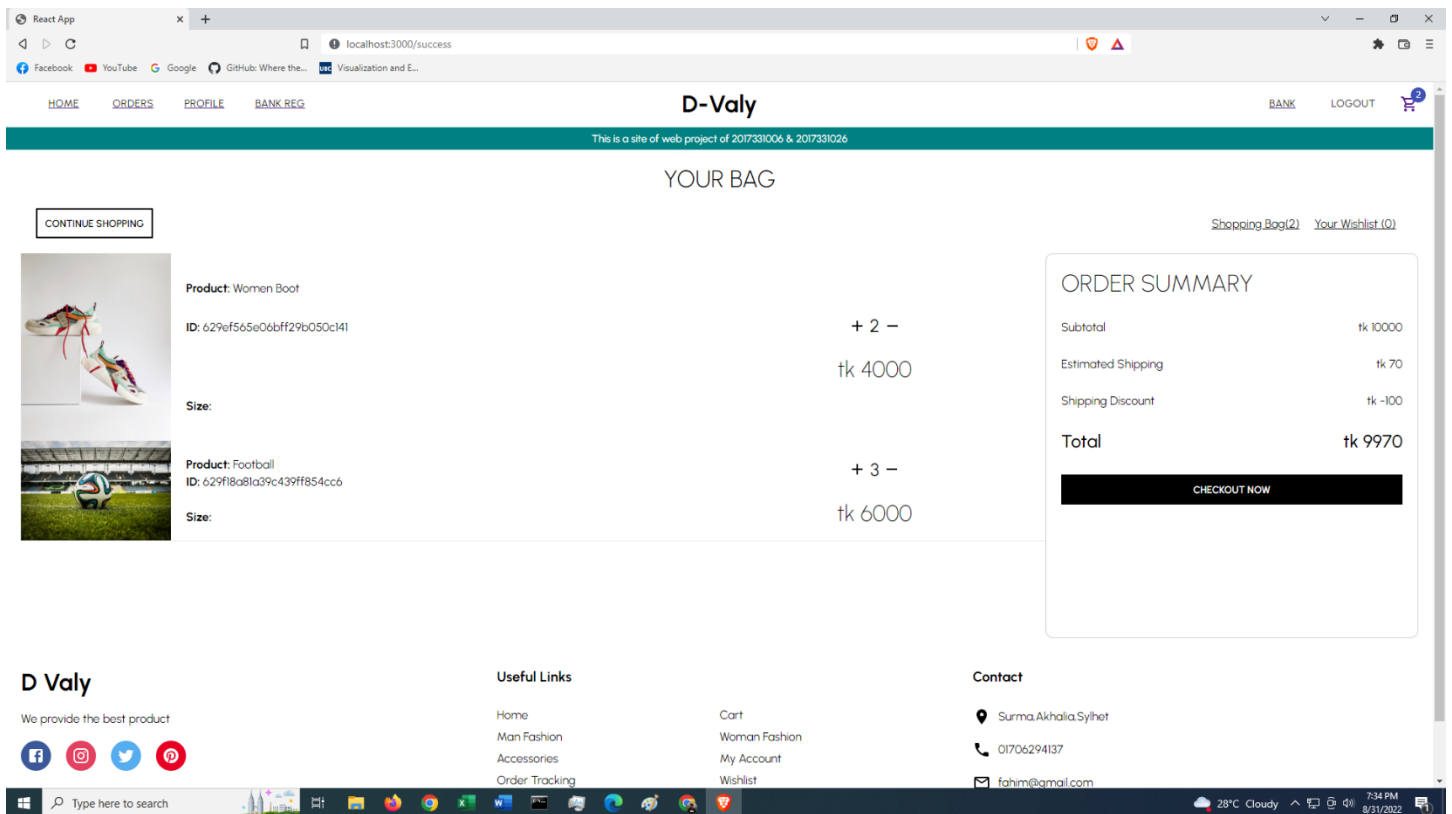 React App
localhost:3000/success
Facebook YouTube Google GitHub: Where the... UBC Visualization and E...
HOME ORDERS PROFILE BANK REG D-Valy BANK LOGOUT 2
This is a site of web project of 2017331006 & 2017331026
YOUR BAG
CONTINUE SHOPPING Shopping Bag(2) Your Wishlist (0)
Product: Women Boot
ID: 629ef565e06bff29b050c141
+ 2 −
tk 4000
Size:
Product: Football
ID: 629f18a81a39c439ff854cc6
+ 3 −
tk 6000
Size:
ORDER SUMMARY
Subtotal tk 10000
Estimated Shipping tk 70
Shipping Discount tk -100
Total tk 9970
CHECKOUT NOW
D Valy
We provide the best product
Useful Links
Home Cart
Man Fashion Woman Fashion
Accessories My Account
Order Tracking Wishlist
Contact
Surma,Akhalia,Sylhet
01706294137
fahim@gmail.com
Type here to search
28°C Cloudy
7:34 PM
8/31/2022